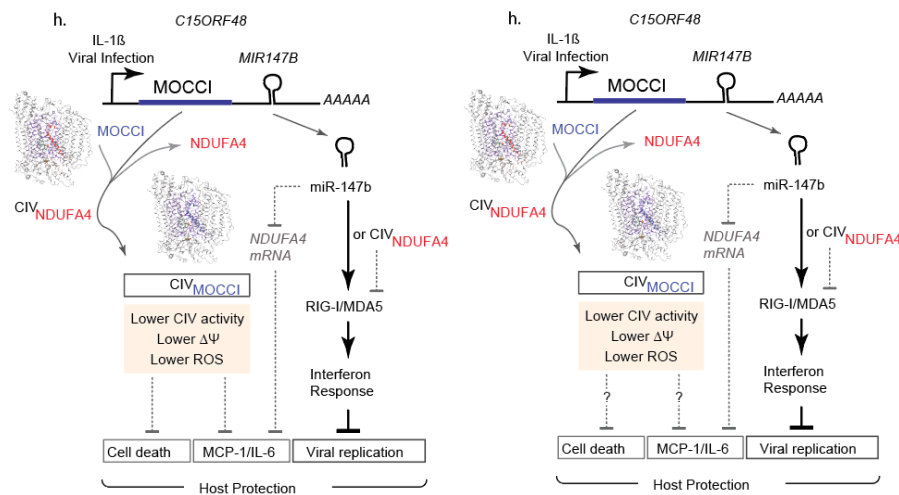 h.
C15ORF48
IL-1ß
Viral Infection
MIR147B
MOCCI
AAAAA
MOCCI
NDUFA4
miR-147b
CIV NDUFA4
NDUFA4
mRNA
or CIV NDUFA4
CIV MOCCI
RIG-I/MDA5
Lower CIV activity
Lower ΔΨ
Lower ROS
Interferon
Response
Cell death
MCP-1/IL-6
Viral replication
Host Protection
h.
C15ORF48
IL-1ß
Viral Infection
MIR147B
MOCCI
AAAAA
MOCCI
NDUFA4
miR-147b
CIV NDUFA4
NDUFA4
mRNA
or CIV NDUFA4
CIV MOCCI
RIG-I/MDA5
Lower CIV activity
Lower ΔΨ
Lower ROS
Interferon
Response
?
?
Cell death
MCP-1/IL-6
Viral replication
Host Protection